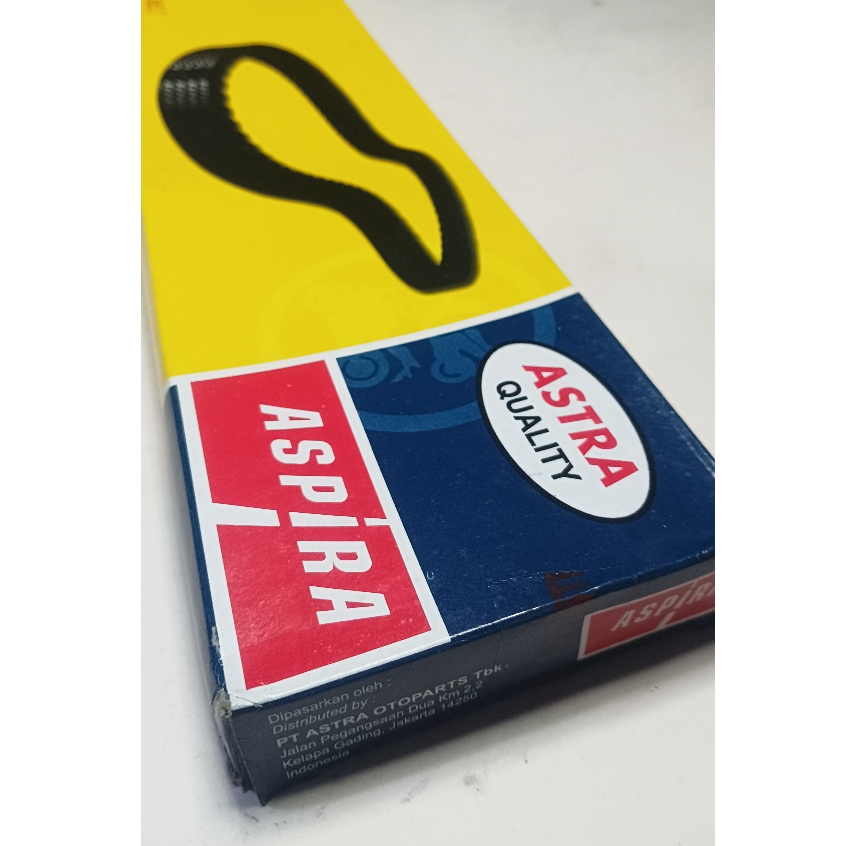 ASTRA
QUALITY
ASPIRA
ASPIRA
Dipasarkan oleh :
Distributed by :
PT ASTRA OTOPARTS Tbk.
Jalan Pegangsaan Dua Km 2,2
Kelapa Gading, Jakarta 14250
Indonesia